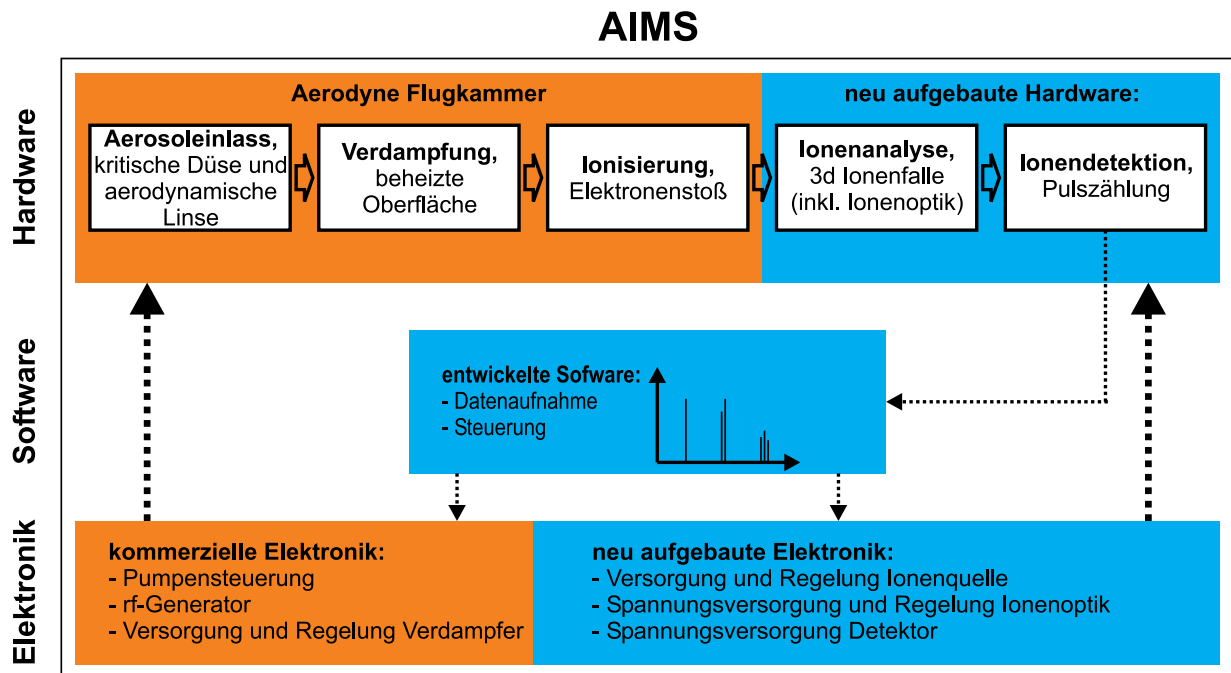 AIMS
Hardware
Aerodyne Flugkammer
neu aufgebaute Hardware:
Aerosoleinlass,
kritische Düse und
aerodynamische
Linse
Verdampfung,
beheizte
Oberfläche
Ionisierung,
Elektronenstoß
Ionenanalyse,
3d Ionenfalle
(inkl. Ionenoptik)
Ionendetektion,
Pulszählung
Software
entwickelte Sofware:
- Datenaufnahme
- Steuerung
Elektronik
kommerzielle Elektronik:
- Pumpensteuerung
- rf-Generator
- Versorgung und Regelung Verdampfer
neu aufgebaute Elektronik:
- Versorgung und Regelung Ionenquelle
- Spannungsversorgung und Regelung Ionenoptik
- Spannungsversorgung Detektor